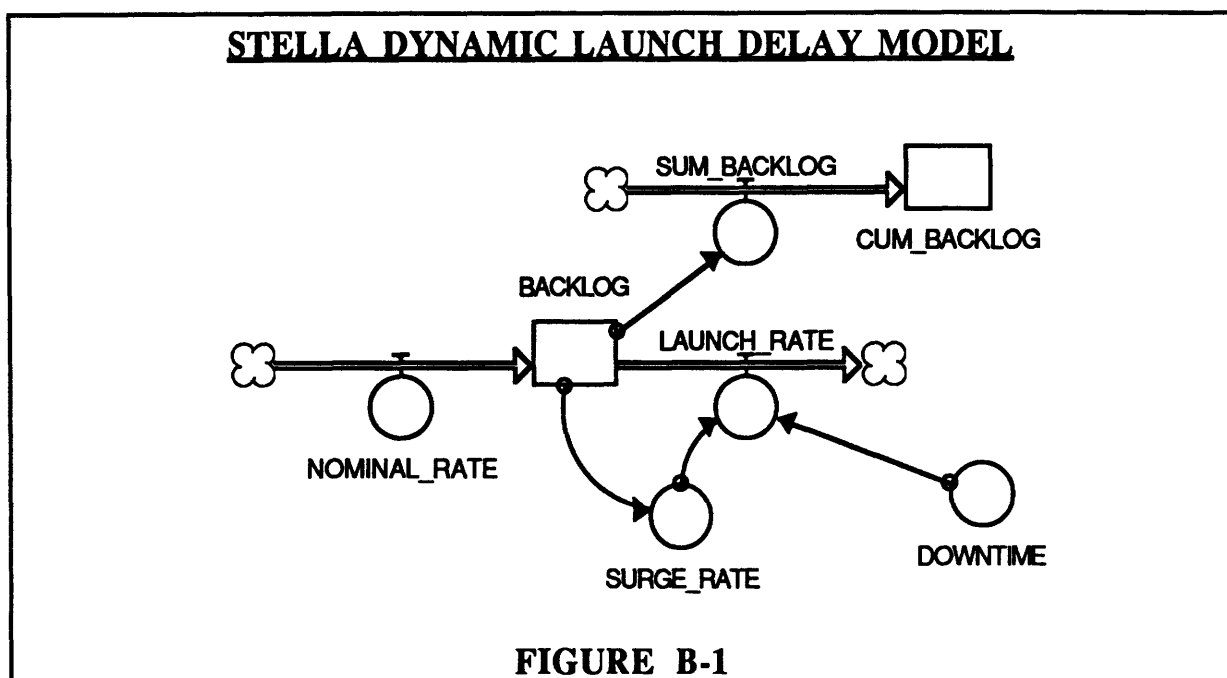 STELLA DYNAMIC LAUNCH DELAY MODEL
SUM_BACKLOG
CUM_BACKLOG
BACKLOG
LAUNCH_RATE
NOMINAL_RATE
DOWNTIME
SURGE_RATE
FIGURE B-1